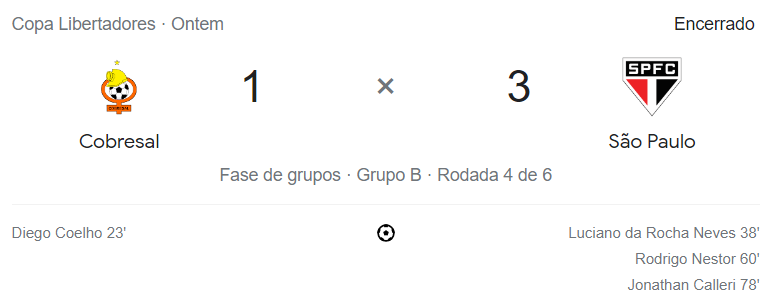 Copa Libertadores · Ontem
Encerrado
1 × 3
COBRESAL
SPFC
Cobresal
São Paulo
Fase de grupos · Grupo B · Rodada 4 de 6
Diego Coelho 23'
Luciano da Rocha Neves 38'
Rodrigo Nestor 60'
Jonathan Calleri 78'